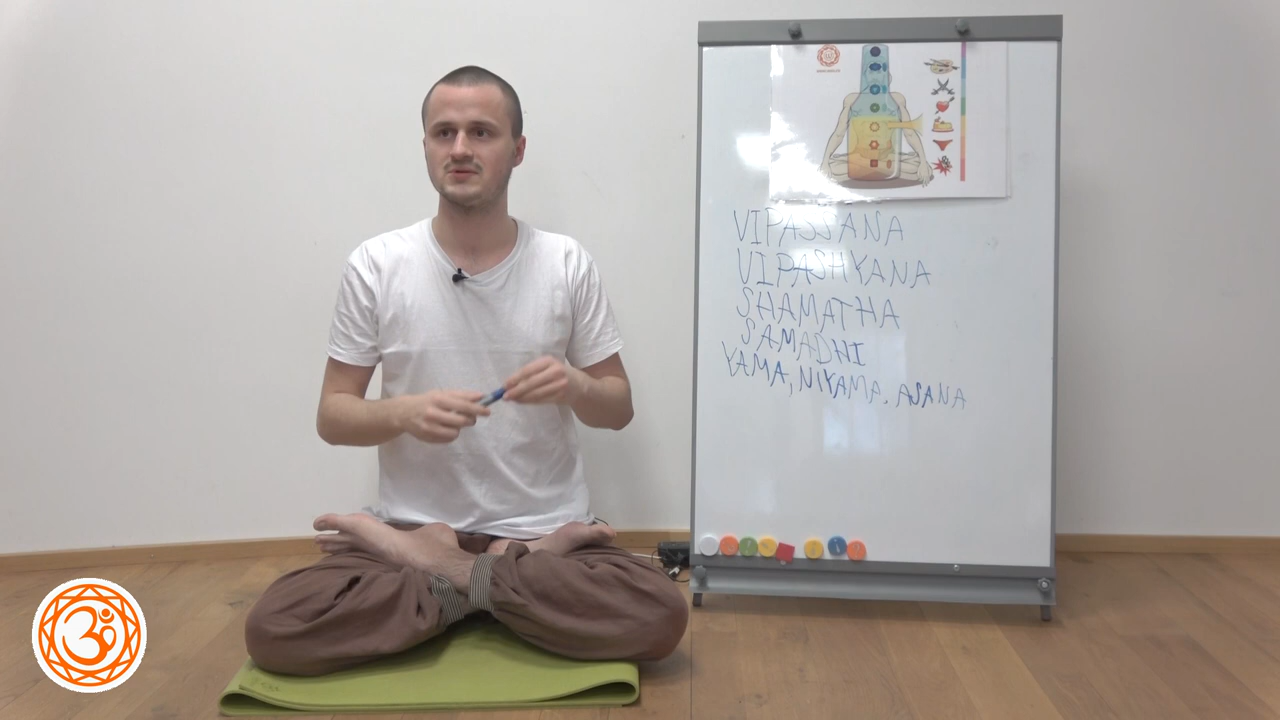 VIPASSANA
VIPASHYANA
SHAMATHA
SAMADHI
YAMA, NIYAMA, ASANA
ॐ